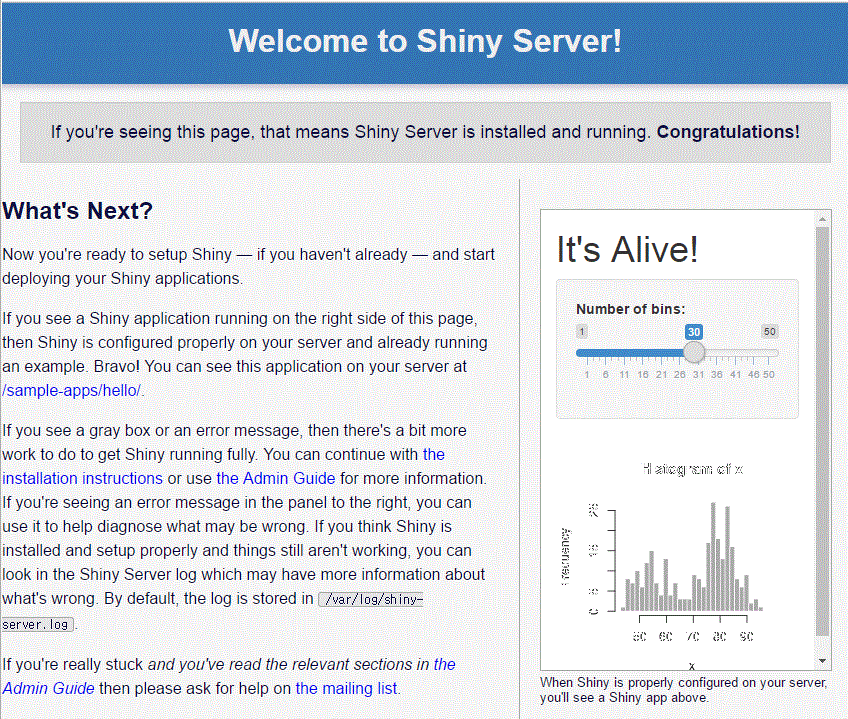 Welcome to Shiny Server!
If you're seeing this page, that means Shiny Server is installed and running. Congratulations!
What's Next?
Now you're ready to setup Shiny — if you haven't already — and start
deploying your Shiny applications.
If you see a Shiny application running on the right side of this page,
then Shiny is configured properly on your server and already running
an example. Bravo! You can see this application on your server at
/sample-apps/hello/.
If you see a gray box or an error message, then there's a bit more
work to do to get Shiny running fully. You can continue with the
installation instructions or use the Admin Guide for more information.
If you're seeing an error message in the panel to the right, you can
use it to help diagnose what may be wrong. If you think Shiny is
installed and setup properly and things still aren't working, you can
look in the Shiny Server log which may have more information about
what's wrong. By default, the log is stored in /var/log/shiny-
server.log.
If you're really stuck and you've read the relevant sections in the
Admin Guide then please ask for help on the mailing list.
It's Alive!
Number of bins:
1 30 50
1 6 11 16 21 26 31 36 41 46 50
Histogram of x
Frequency
0 5 15 25
50 60 70 80 90
x
When Shiny is properly configured on your server,
you'll see a Shiny app above.